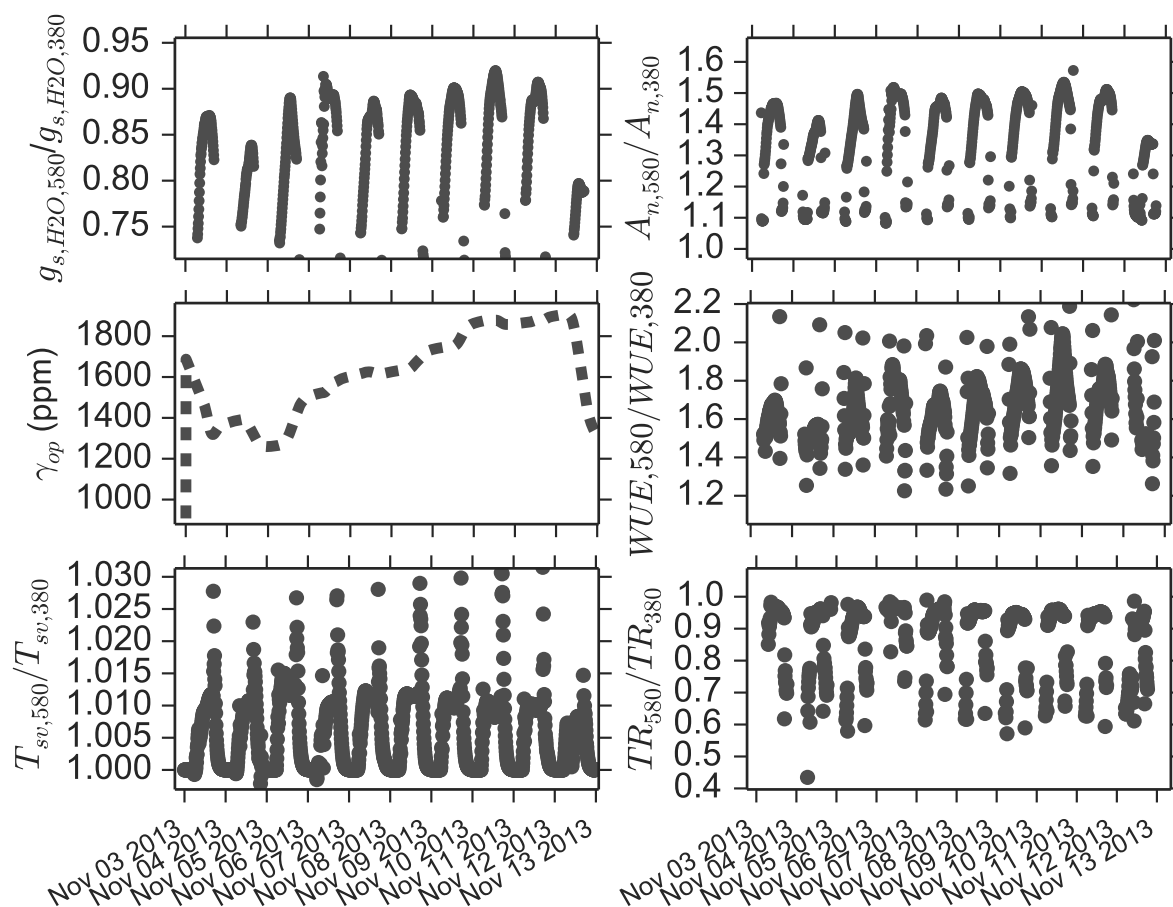 g_{s,H2O,580}/g_{s,H2O,380}
0.95
0.90
0.85
0.80
0.75
A_{n,580}/A_{n,380}
1.6
1.5
1.4
1.3
1.2
1.1
1.0
γ_{op} (ppm)
1800
1600
1400
1200
1000
WUE,580/WUE,380
2.2
2.0
1.8
1.6
1.4
1.2
T_{sv,580}/T_{sv,380}
1.030
1.025
1.020
1.015
1.010
1.005
1.000
TR_{580}/TR_{380}
1.0
0.9
0.8
0.7
0.6
0.5
0.4
Nov 03 2013
Nov 04 2013
Nov 05 2013
Nov 06 2013
Nov 07 2013
Nov 08 2013
Nov 09 2013
Nov 10 2013
Nov 11 2013
Nov 12 2013
Nov 13 2013
Nov 03 2013
Nov 04 2013
Nov 05 2013
Nov 06 2013
Nov 07 2013
Nov 08 2013
Nov 09 2013
Nov 10 2013
Nov 11 2013
Nov 12 2013
Nov 13 2013